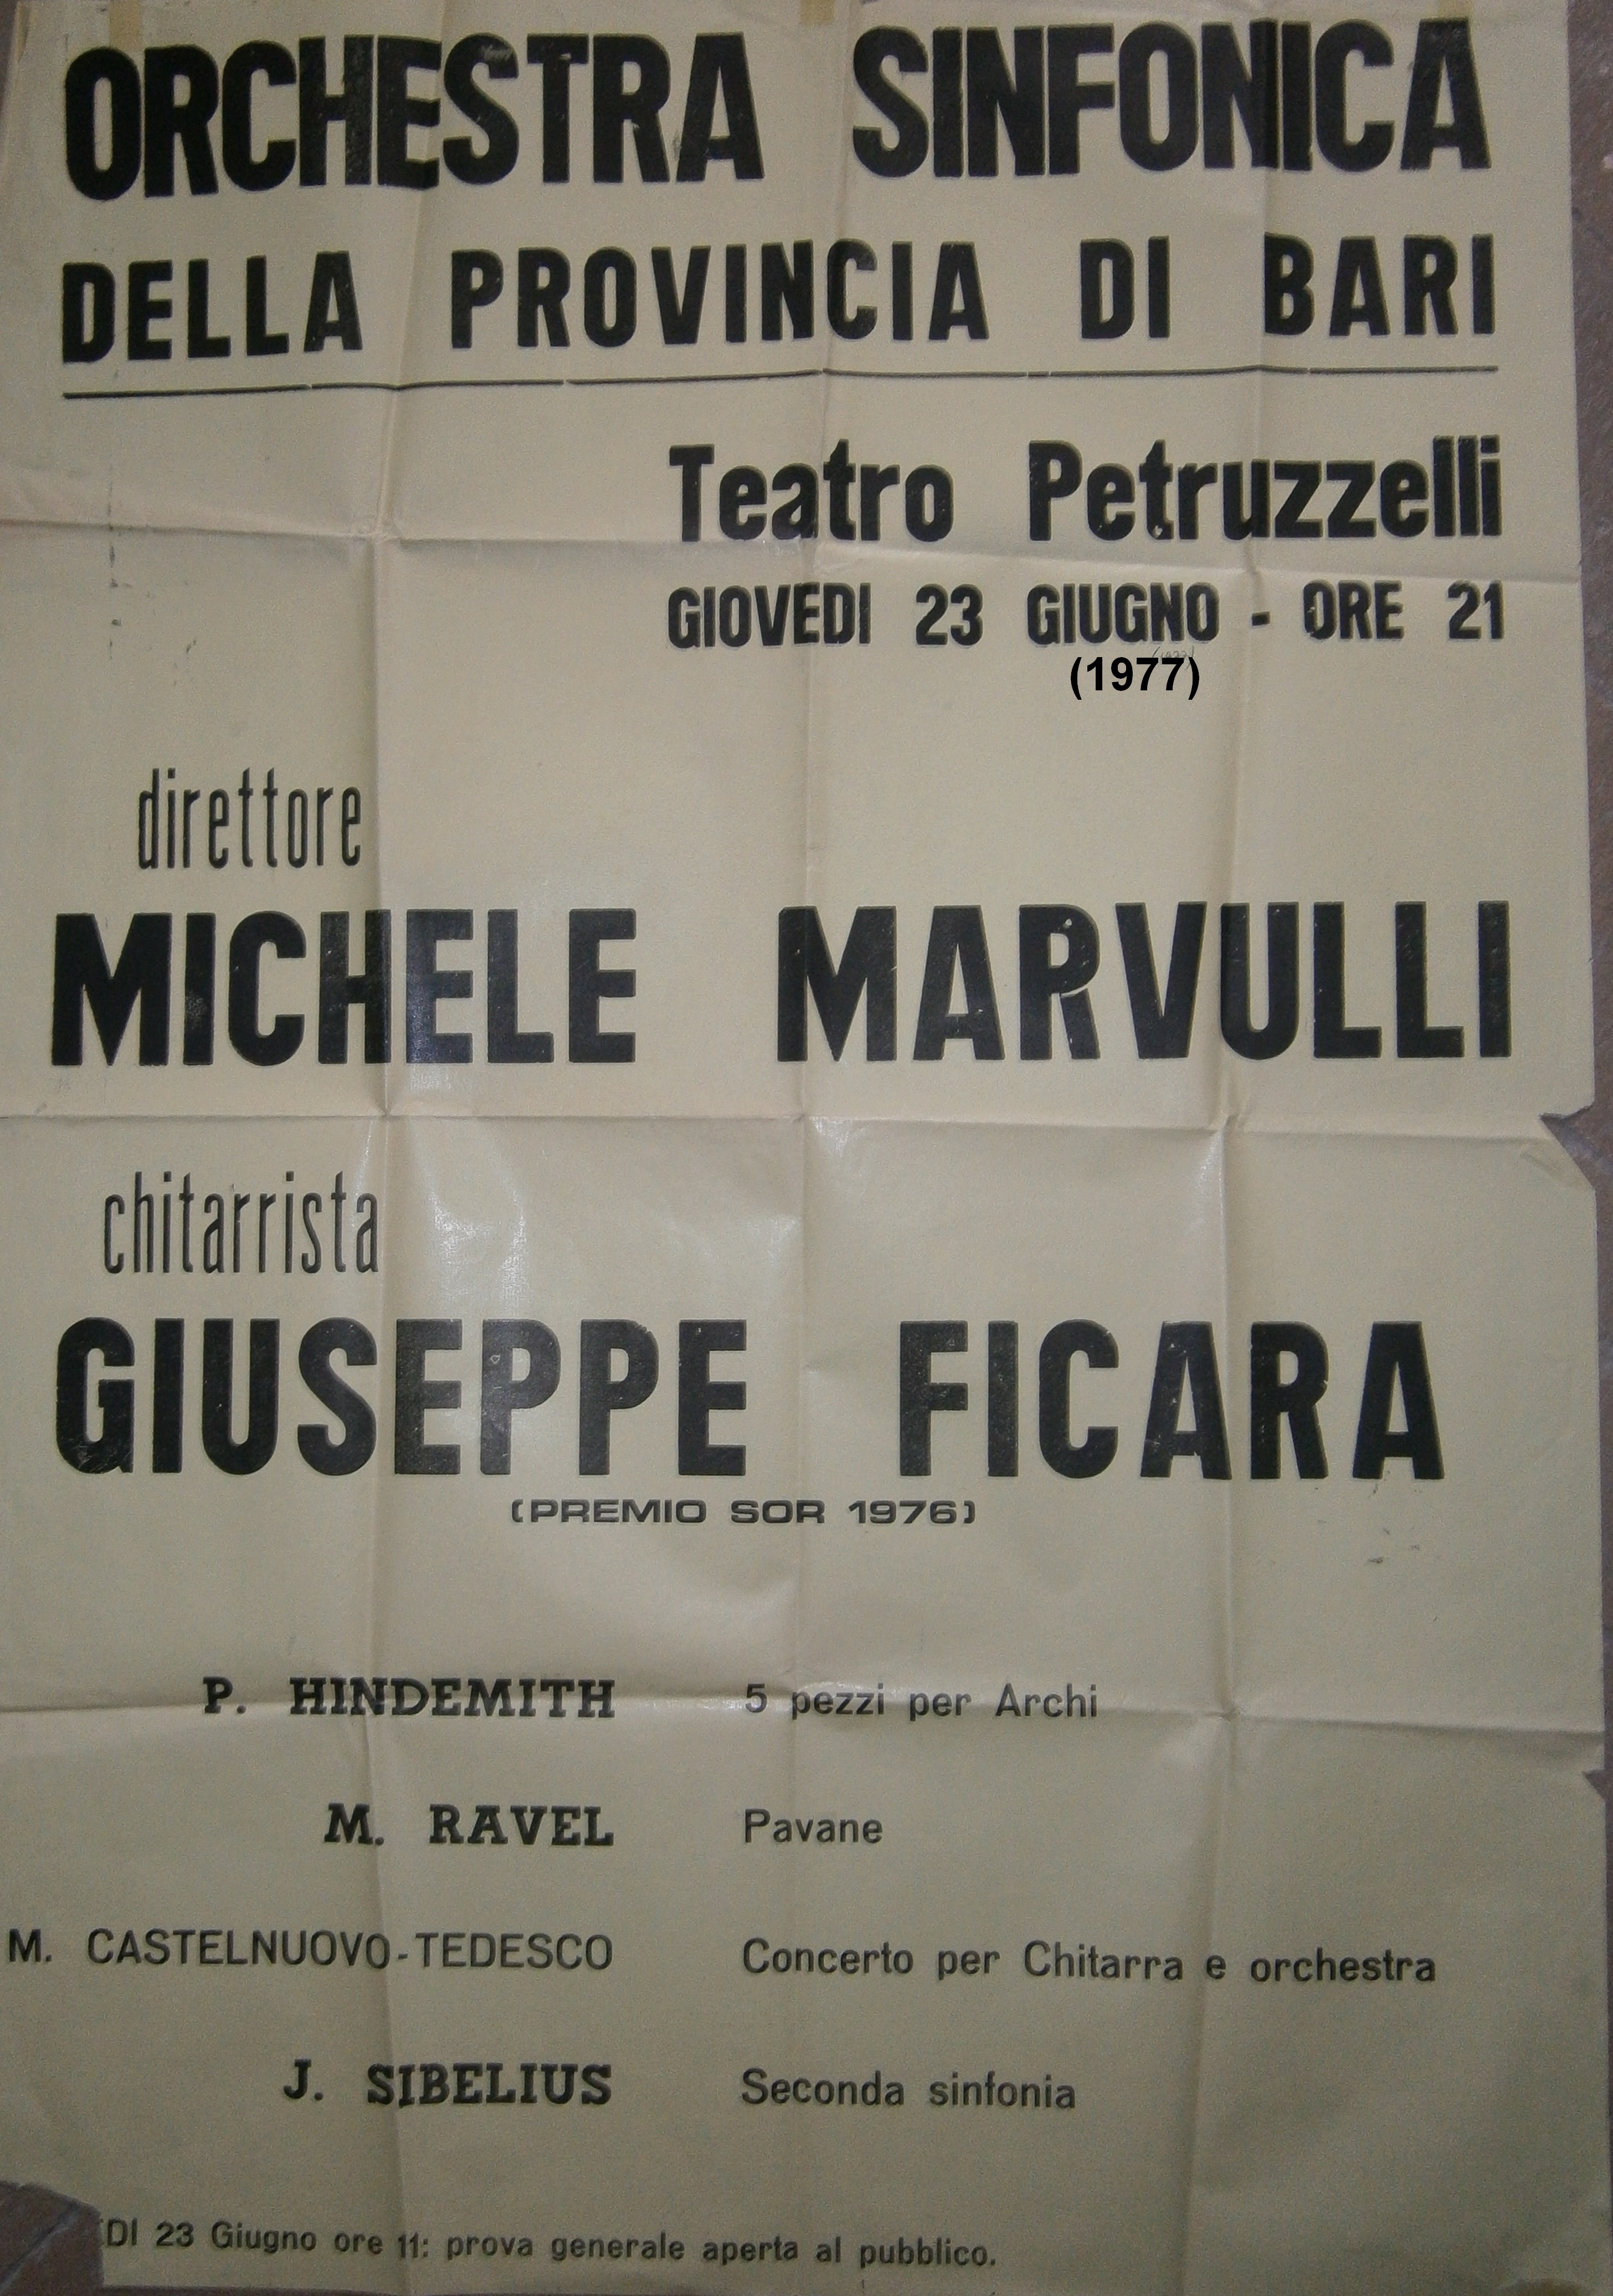 ORCHESTRA SINFONICA
DELLA PROVINCIA DI BARI
Teatro Petruzzelli
GIOVEDI 23 GIUGNO - ORE 21
(1977)
direttore
MICHELE MARVULLI
chitarrista
GIUSEPPE FICARA
(PREMIO SOR 1976)
P. HINDEMITH 5 pezzi per Archi
M. RAVEL Pavane
M. CASTELNUOVO-TEDESCO Concerto per Chitarra e orchestra
J. SIBELIUS Seconda sinfonia
DI 23 Giugno ore 11: prova generale aperta al pubblico.